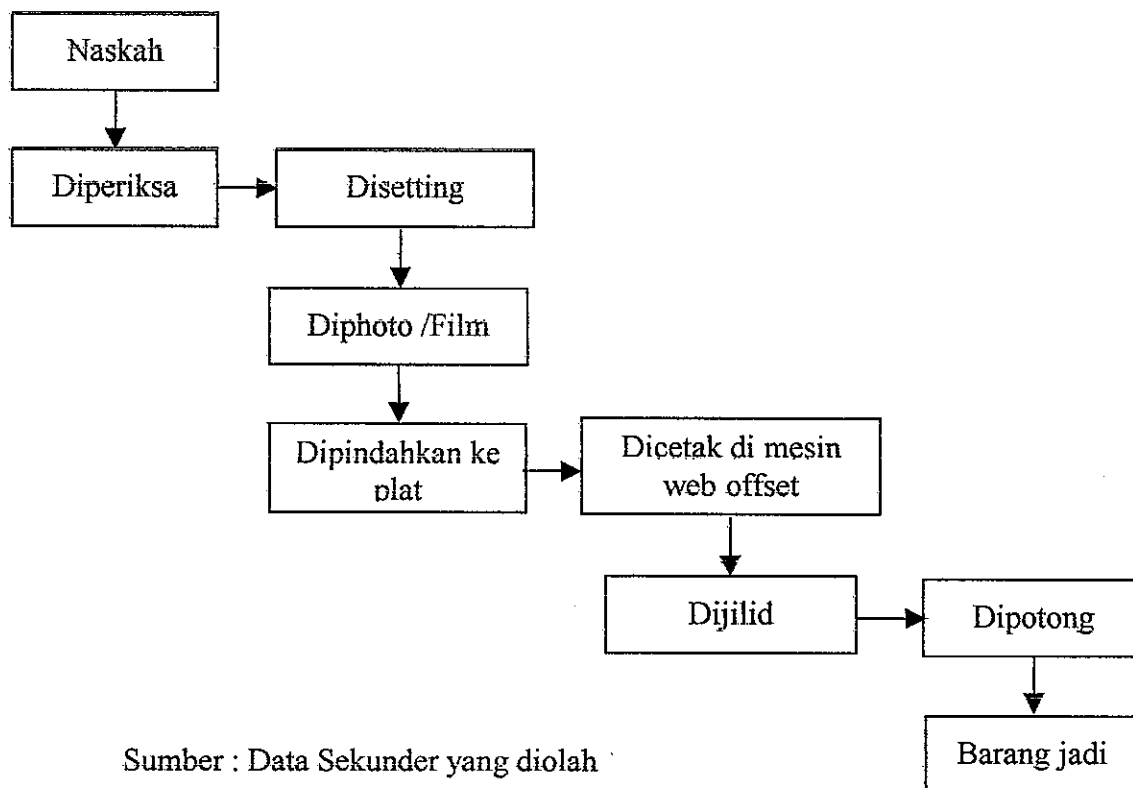 Naskah
Diperiksa
Disetting
Diphoto /Film
Dipindahkan ke
plat
Dicetak di mesin
web offset
Dijilid
Dipotong
Barang jadi
Sumber : Data Sekunder yang diolah